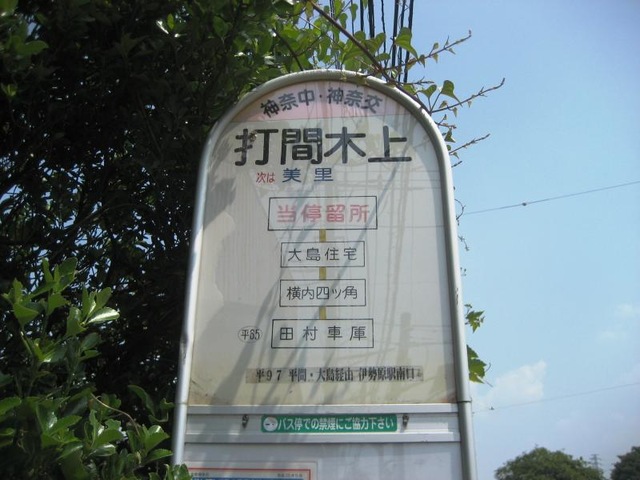 神奈中・神奈交
打間木上
次は 美里
当停留所
大島住宅
横内四ツ角
平65 田村車庫
平97 平間・大島経由 伊勢原駅南口
バス停での禁煙にご協力下さい